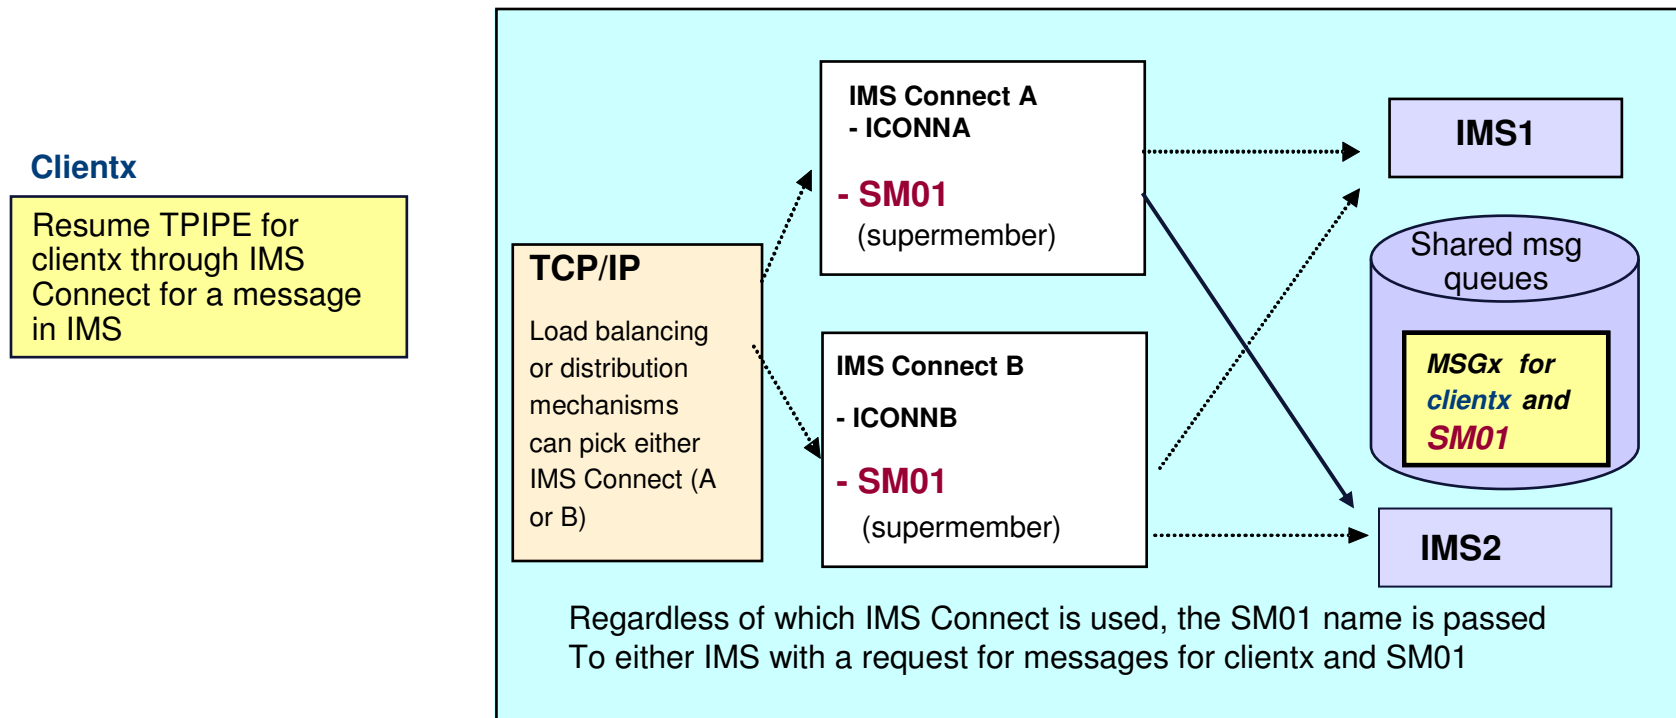 Clientx
Resume TPIPE for
clientx through IMS
Connect for a message
in IMS
TCP/IP
Load balancing
or distribution
mechanisms
can pick either
IMS Connect (A
or B)
IMS Connect A
- ICONNA
- SM01
(supermember)
IMS Connect B
- ICONNB
- SM01
(supermember)
IMS1
Shared msg
queues
MSGx for
clientx and
SM01
IMS2
Regardless of which IMS Connect is used, the SM01 name is passed
To either IMS with a request for messages for clientx and SM01